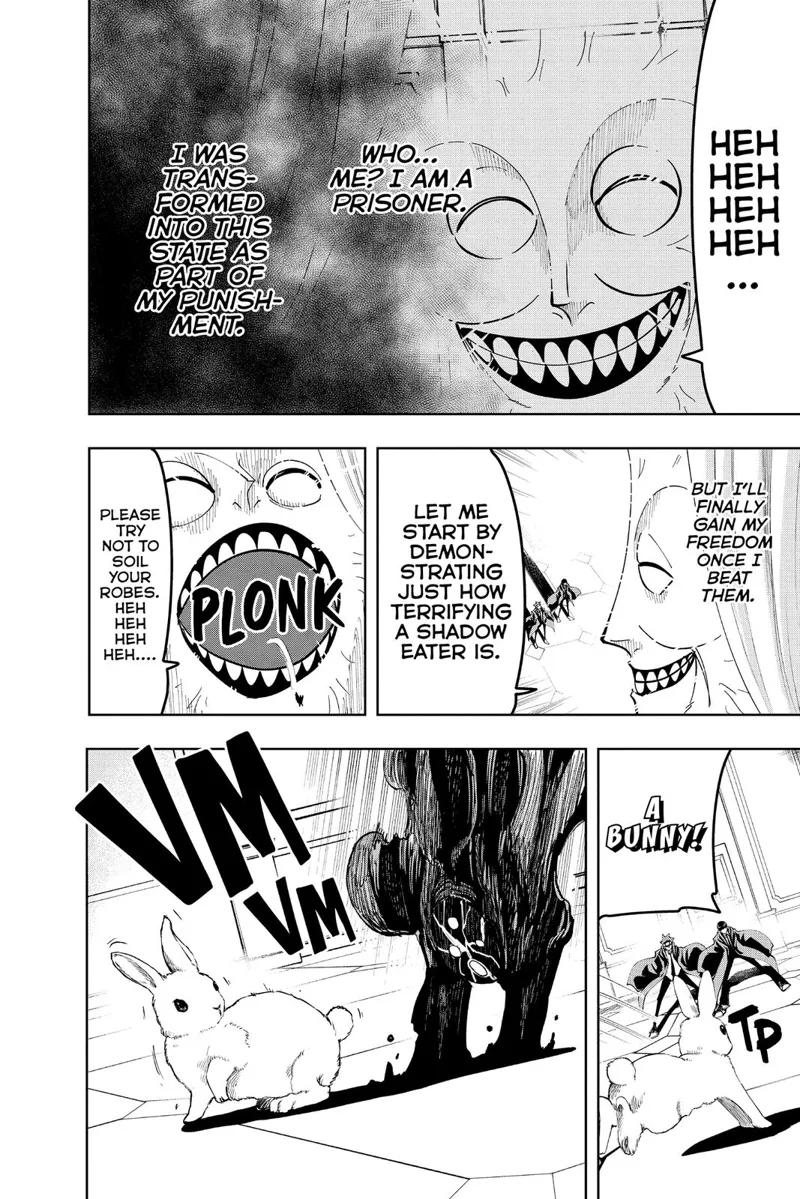 HEH
HEH
HEH
HEH
...
WHO...
ME? I AM A
PRISONER.
I WAS
TRANS-
FORMED
INTO THIS
STATE AS
PART OF
MY PUNISH-
MENT.
BUT I'LL
FINALLY
GAIN MY
FREEDOM
ONCE I
BEAT
THEM.
LET ME
START BY
DEMON-
STRATING
JUST HOW
TERRIFYING
A SHADOW
EATER IS.
PLONK
PLEASE
TRY
NOT TO
SOIL
YOUR
ROBES.
HEH
HEH
HEH
HEH....
A
BUNNY!
TP
VM
VM